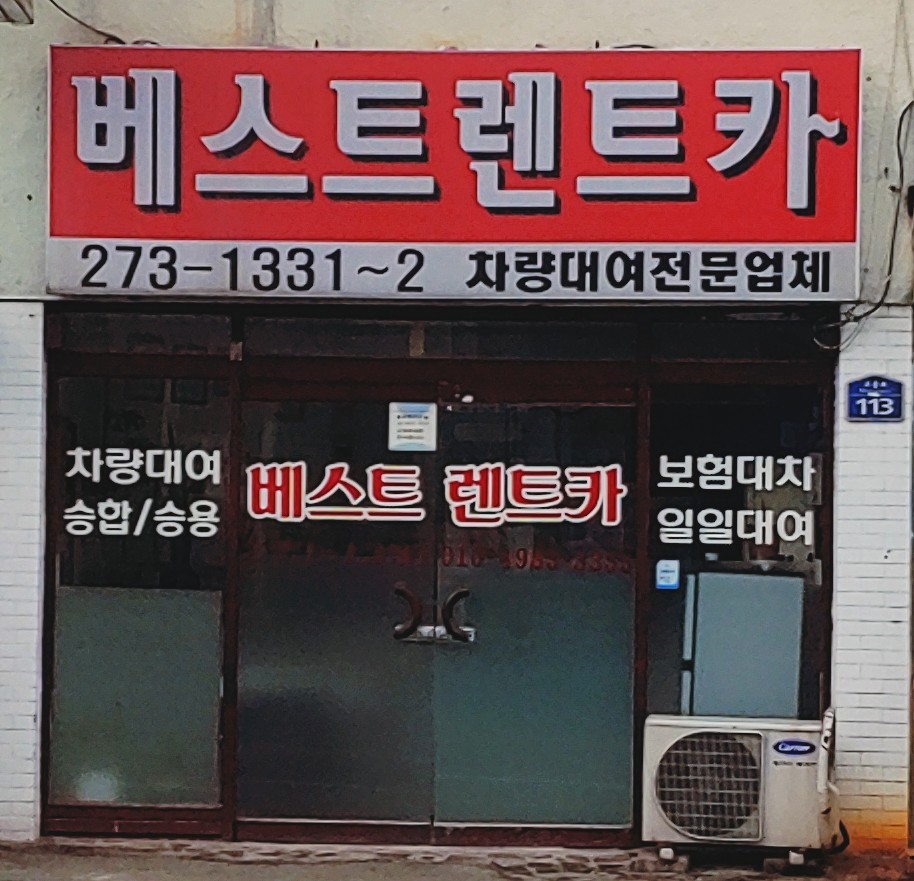 베스트렌트카
273-1331~2 차량대여전문업체
113
차량대여
승합/승용
베스트 렌트카
보험대차
일일대여
Carrier